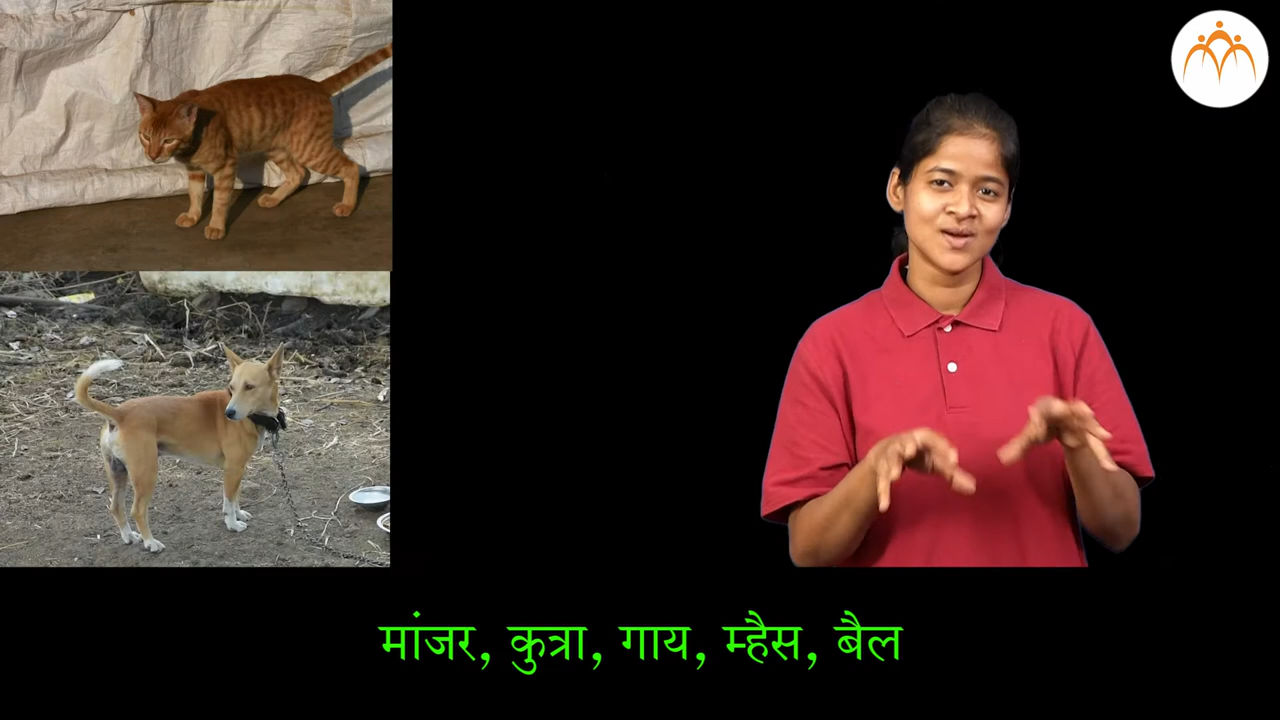 मांजर, कुत्रा, गाय, म्हैस, बैल